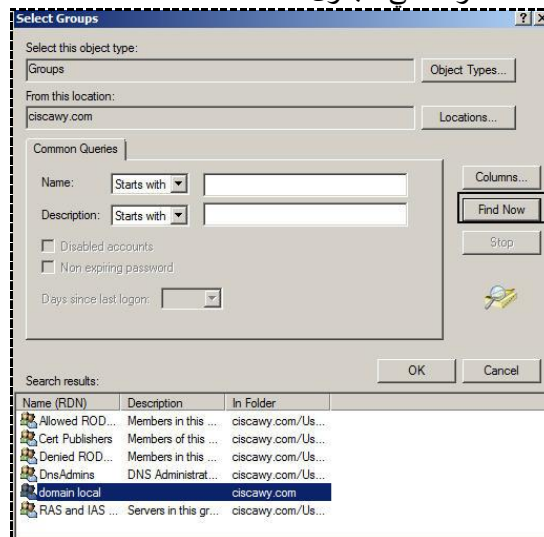 Select Groups
Select this object type:
Groups
Object Types...
From this location:
ciscawy.com
Locations...
Common Queries
Name: Starts with
Description: Starts with
Disabled accounts
Non expiring password
Days since last logon:
Columns...
Find Now
Stop
OK Cancel
Search results:
Name (RDN) Description In Folder
Allowed ROD... Members in this ... ciscawy.com/Us...
Cert Publishers Members of this ... ciscawy.com/Us...
Denied ROD... Members in this ... ciscawy.com/Us...
DnsAdmins DNS Administrat... ciscawy.com/Us...
domain local ciscawy.com
RAS and IAS ... Servers in this gr... ciscawy.com/Us...